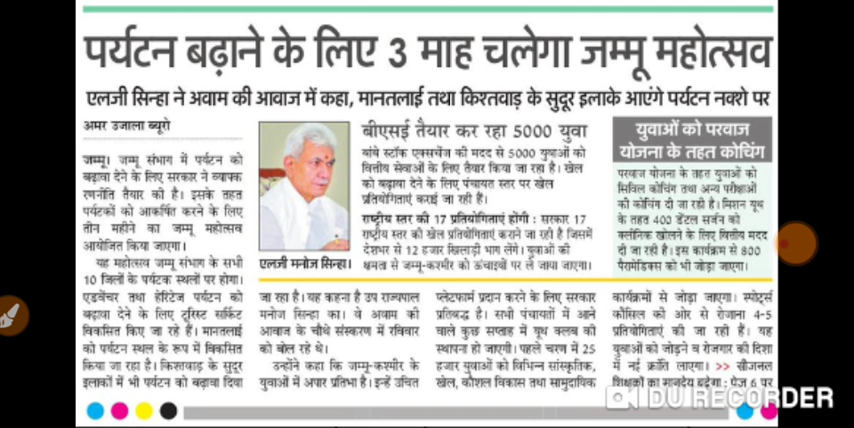 पर्यटन बढ़ाने के लिए 3 माह चलेगा जम्मू महोत्सव
एलजी सिन्हा ने अवाम की आवाज में कहा, मानतलाई तथा किश्तवाड़ के सुदूर इलाके आएंगे पर्यटन नक्शे पर
अमर उजाला ब्यूरो
जम्मू। जम्मू संभाग में पर्यटन को
बढ़ावा देने के लिए सरकार ने व्यापक
रणनीति तैयार की है। इसके तहत
पर्यटकों को आकर्षित करने के लिए
तीन महीने का जम्मू महोत्सव
आयोजित किया जाएगा।
यह महोत्सव जम्मू संभाग के सभी
10 जिलों के पर्यटक स्थलों पर होगा।
एडवेंचर तथा हेरिटेज पर्यटन को
बढ़ावा देने के लिए टूरिस्ट सर्किट
विकसित किए जा रहे हैं। मानतलाई
को पर्यटन स्थल के रूप में विकसित
किया जा रहा है। किश्तवाड़ के सुदूर
इलाकों में भी पर्यटन को बढ़ावा दिया
एलजी मनोज सिन्हा।
जा रहा है। यह कहना है उप राज्यपाल
मनोज सिन्हा का। वे अवाम की
आवाज के चौथे संस्करण में रविवार
को बोल रहे थे।
उन्होंने कहा कि जम्मू-कश्मीर के
युवाओं में अपार प्रतिभा है। इन्हें उचित
बीएसई तैयार कर रहा 5000 युवा
बांबे स्टॉक एक्सचेंज की मदद से 5000 युवाओं को
वित्तीय सेवाओं के लिए तैयार किया जा रहा है। खेल
को बढ़ावा देने के लिए पंचायत स्तर पर खेल
प्रतियोगिताएं कराई जा रही हैं।
राष्ट्रीय स्तर की 17 प्रतियोगिताएं होंगी : सरकार 17
राष्ट्रीय स्तर की खेल प्रतियोगिताएं कराने जा रही है जिसमें
देशभर से 12 हजार खिलाड़ी भाग लेंगे। युवाओं की
क्षमता से जम्मू-कश्मीर को ऊंचाइयों पर ले जाया जाएगा।
प्लेटफार्म प्रदान करने के लिए सरकार
प्रतिबद्ध है। सभी पंचायतों में आने
वाले कुछ सप्ताह में यूथ क्लब की
स्थापना हो जाएगी। पहले चरण में 25
हजार युवाओं को विभिन्न सांस्कृतिक,
खेल, कौशल विकास तथा सामुदायिक
युवाओं को परवाज
योजना के तहत कोचिंग
परवाज योजना के तहत युवाओं को
सिविल कोचिंग तथा अन्य परीक्षाओं
की कोचिंग दी जा रही है। मिशन यूथ
के तहत 400 डेंटल सर्जन को
क्लीनिक खोलने के लिए वित्तीय मदद
दी जा रही है। इस कार्यक्रम से 800
पैरामेडिक्स को भी जोड़ा जाएगा।
कार्यक्रमों से जोड़ा जाएगा। स्पोर्ट्स
कौंसिल की ओर से रोजाना 4-5
प्रतियोगिताएं की जा रही हैं। यह
युवाओं को जोड़ने व रोजगार की दिशा
में नई क्रांति लाएगा। >> सीजनल
शिक्षकों का मानदेय बढ़ेगा : पेज 6 पर
DU RECORDER